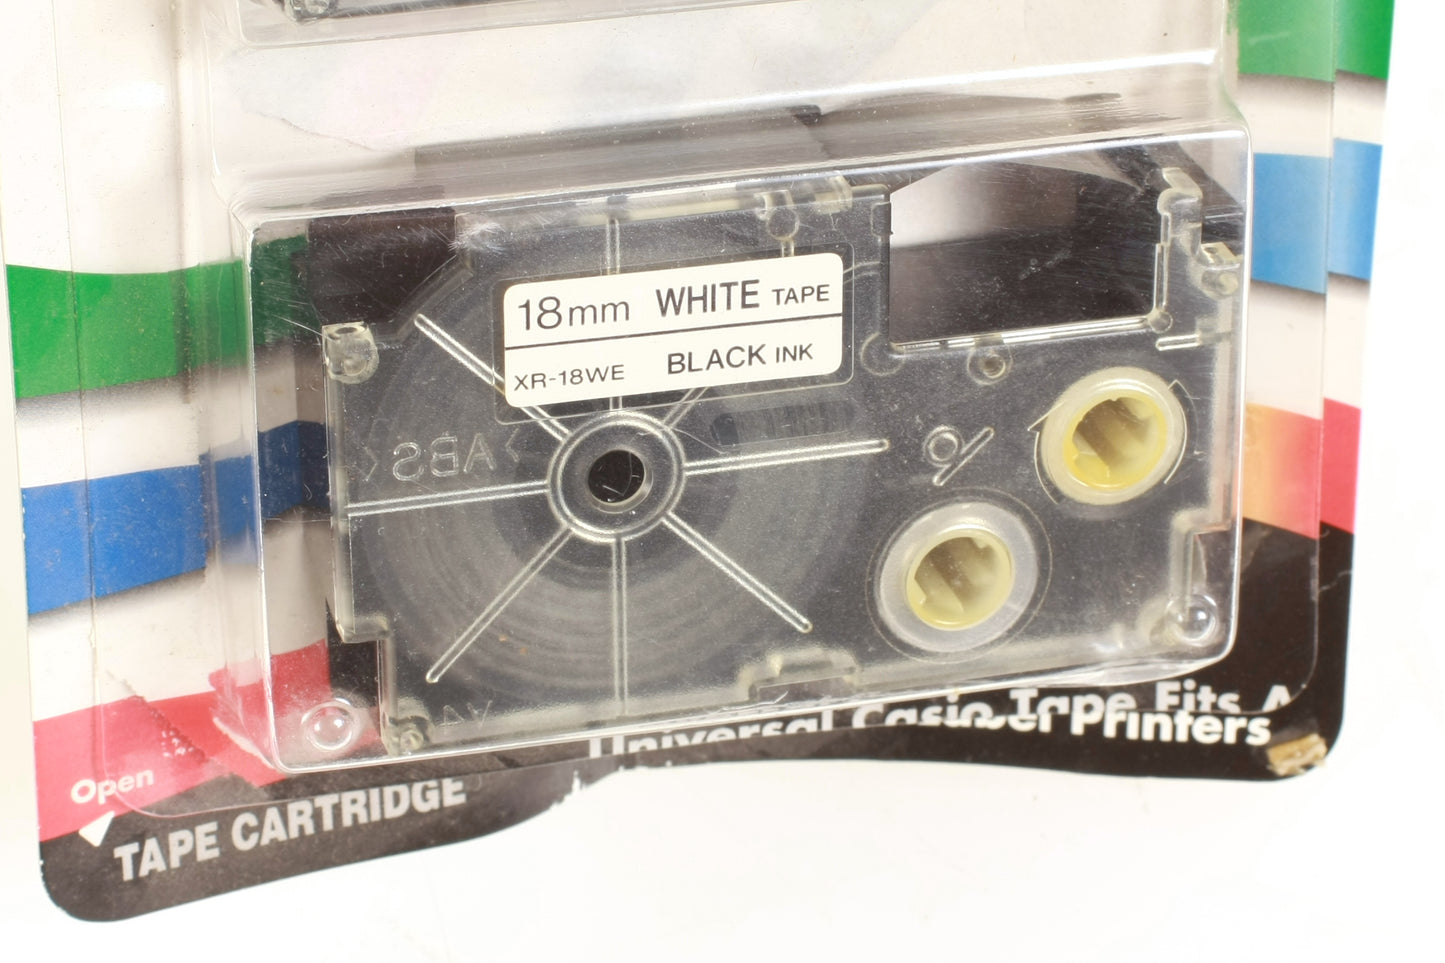 18mm WHITE TAPE
XR-18WE BLACK INK
>ABS<
Universal Casio Tape Fits A
Printers
Open
TAPE CARTRIDGE